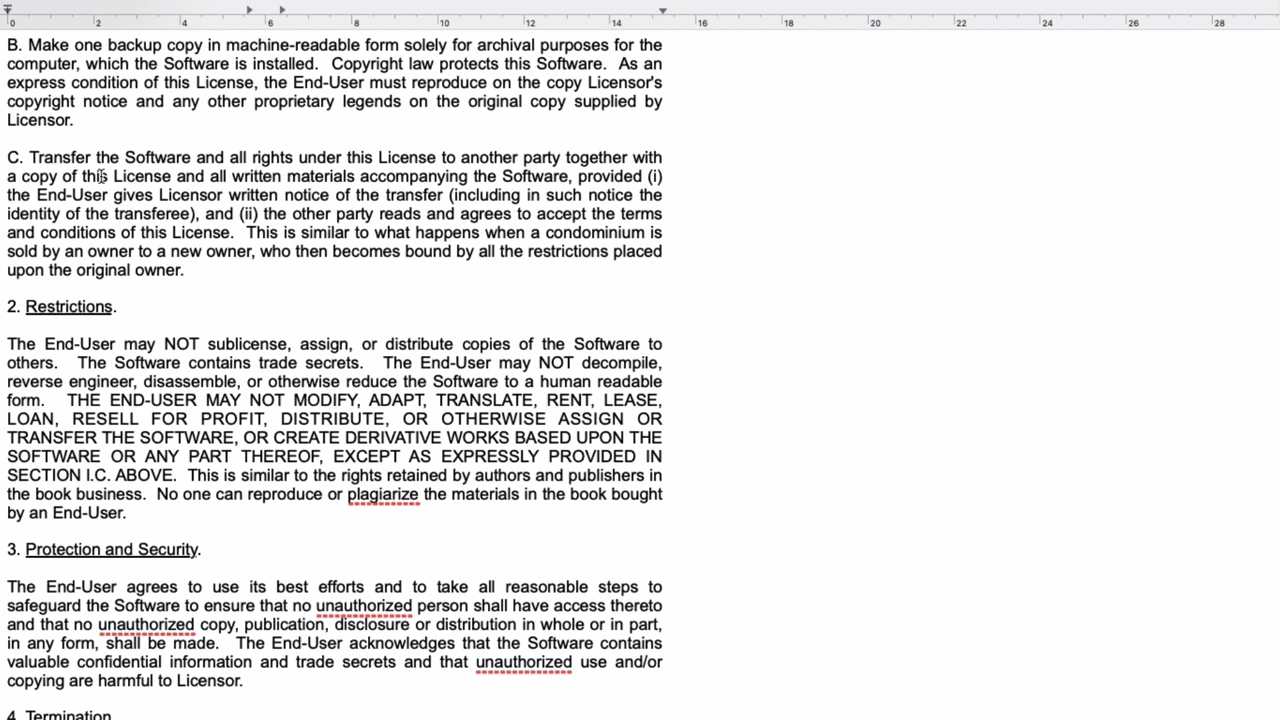 0 2 4 6 8 10 12 14 16 18 20 22 24 26 28
B. Make one backup copy in machine-readable form solely for archival purposes for the
computer, which the Software is installed.  Copyright law protects this Software.  As an
express condition of this License, the End-User must reproduce on the copy Licensor's
copyright notice and any other proprietary legends on the original copy supplied by
Licensor.
C. Transfer the Software and all rights under this License to another party together with
a copy of this License and all written materials accompanying the Software, provided (i)
the End-User gives Licensor written notice of the transfer (including in such notice the
identity of the transferee), and (ii) the other party reads and agrees to accept the terms
and conditions of this License.  This is similar to what happens when a condominium is
sold by an owner to a new owner, who then becomes bound by all the restrictions placed
upon the original owner.
2. Restrictions.
The End-User may NOT sublicense, assign, or distribute copies of the Software to
others.  The Software contains trade secrets.  The End-User may NOT decompile,
reverse engineer, disassemble, or otherwise reduce the Software to a human readable
form.  THE END-USER MAY NOT MODIFY, ADAPT, TRANSLATE, RENT, LEASE,
LOAN, RESELL FOR PROFIT, DISTRIBUTE, OR OTHERWISE ASSIGN OR
TRANSFER THE SOFTWARE, OR CREATE DERIVATIVE WORKS BASED UPON THE
SOFTWARE OR ANY PART THEREOF, EXCEPT AS EXPRESSLY PROVIDED IN
SECTION I.C. ABOVE.  This is similar to the rights retained by authors and publishers in
the book business.  No one can reproduce or plagiarize the materials in the book bought
by an End-User.
3. Protection and Security.
The End-User agrees to use its best efforts and to take all reasonable steps to
safeguard the Software to ensure that no unauthorized person shall have access thereto
and that no unauthorized copy, publication, disclosure or distribution in whole or in part,
in any form, shall be made.  The End-User acknowledges that the Software contains
valuable confidential information and trade secrets and that unauthorized use and/or
copying are harmful to Licensor.
4. Termination